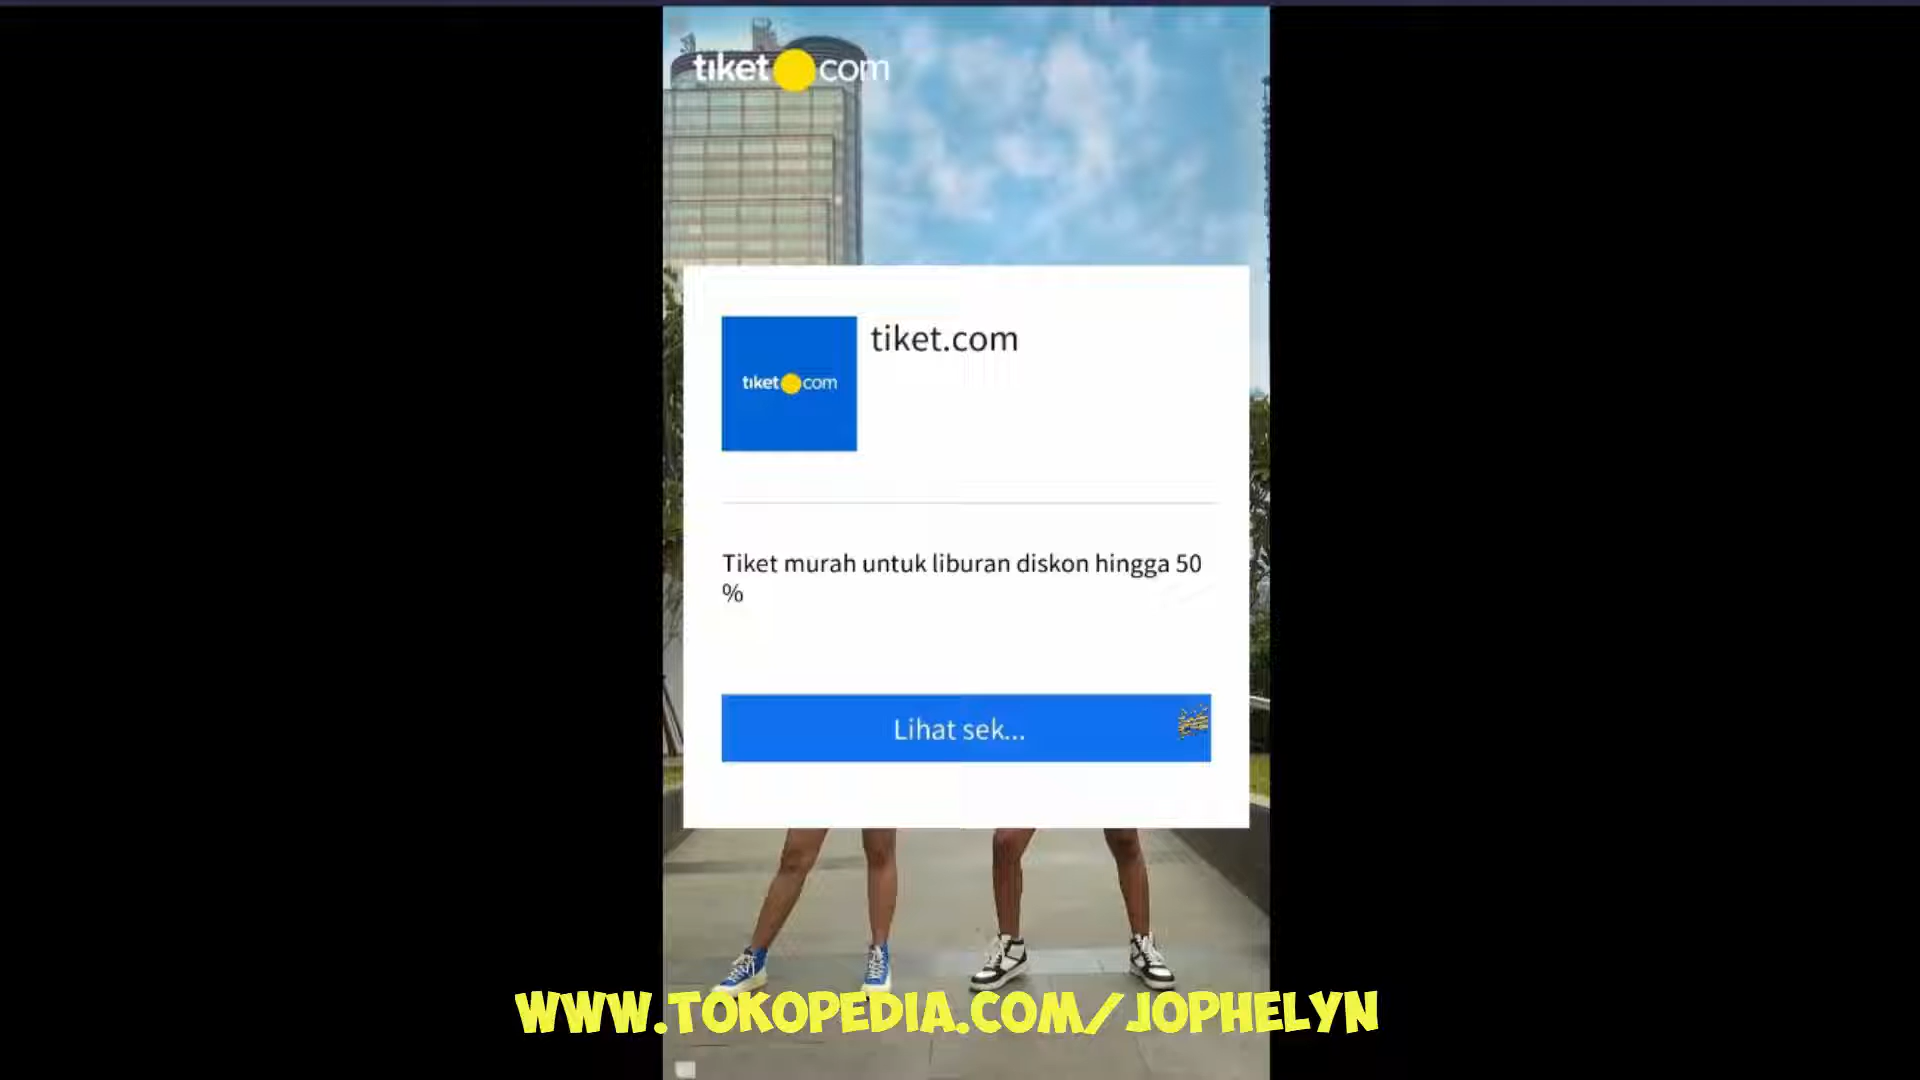 tiket.com
tiket.com
tiket com
Tiket murah untuk liburan diskon hingga 50
%
Lihat sek...
WWW.TOKOPEDIA.COM/JOPHELYN